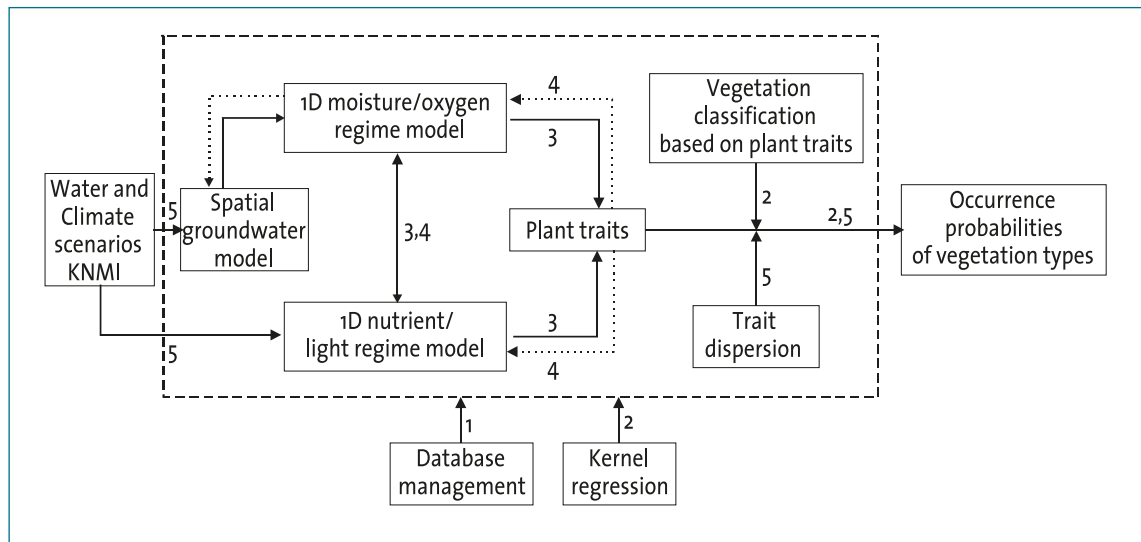 1D moisture/oxygen
regime model
4
3
Vegetation
classification
based on plant traits
Water and
Climate
scenarios
KNMI
5
Spatial
groundwater
model
3,4
Plant traits
2
2,5
Occurrence
probabilities
of vegetation types
5
1D nutrient/
light regime model
3
4
5
Trait
dispersion
1
2
Database
management
Kernel
regression